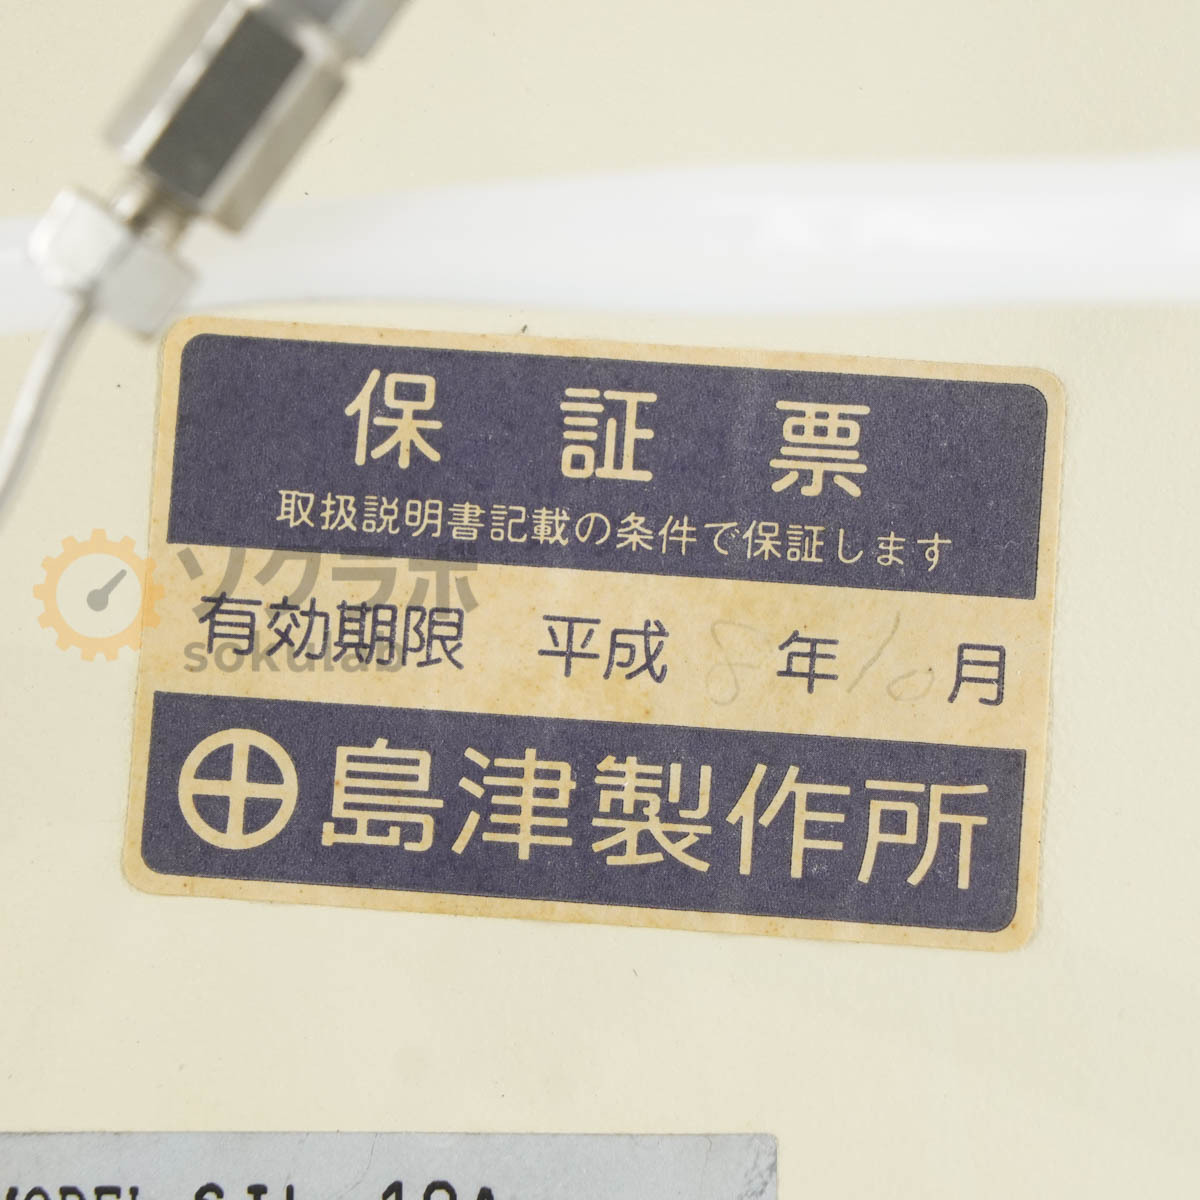 保証票
取扱説明書記載の条件で保証します
ソクラボ
sokulab
有効期限 平成 8 年 10 月
島津製作所